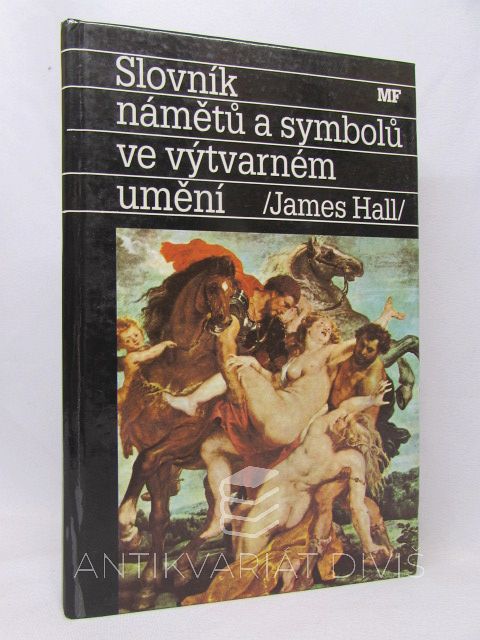 Slovník
MF
námětů a symbolů
ve výtvarném
umění /James Hall/
ANTIKVARIÁT DIVIŠ